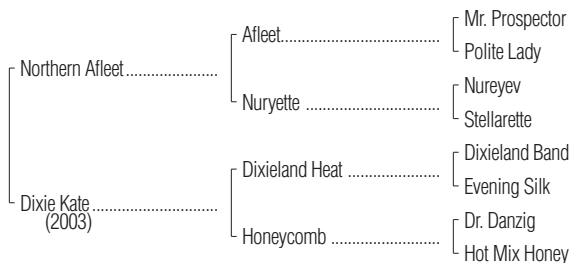 Mr. Prospector
Afleet
Polite Lady
Northern Afleet
Nureyev
Nuryette
Stellarette
Dixieland Band
Dixieland Heat
Evening Silk
Dixie Kate
(2003)
Dr. Danzig
Honeycomb
Hot Mix Honey